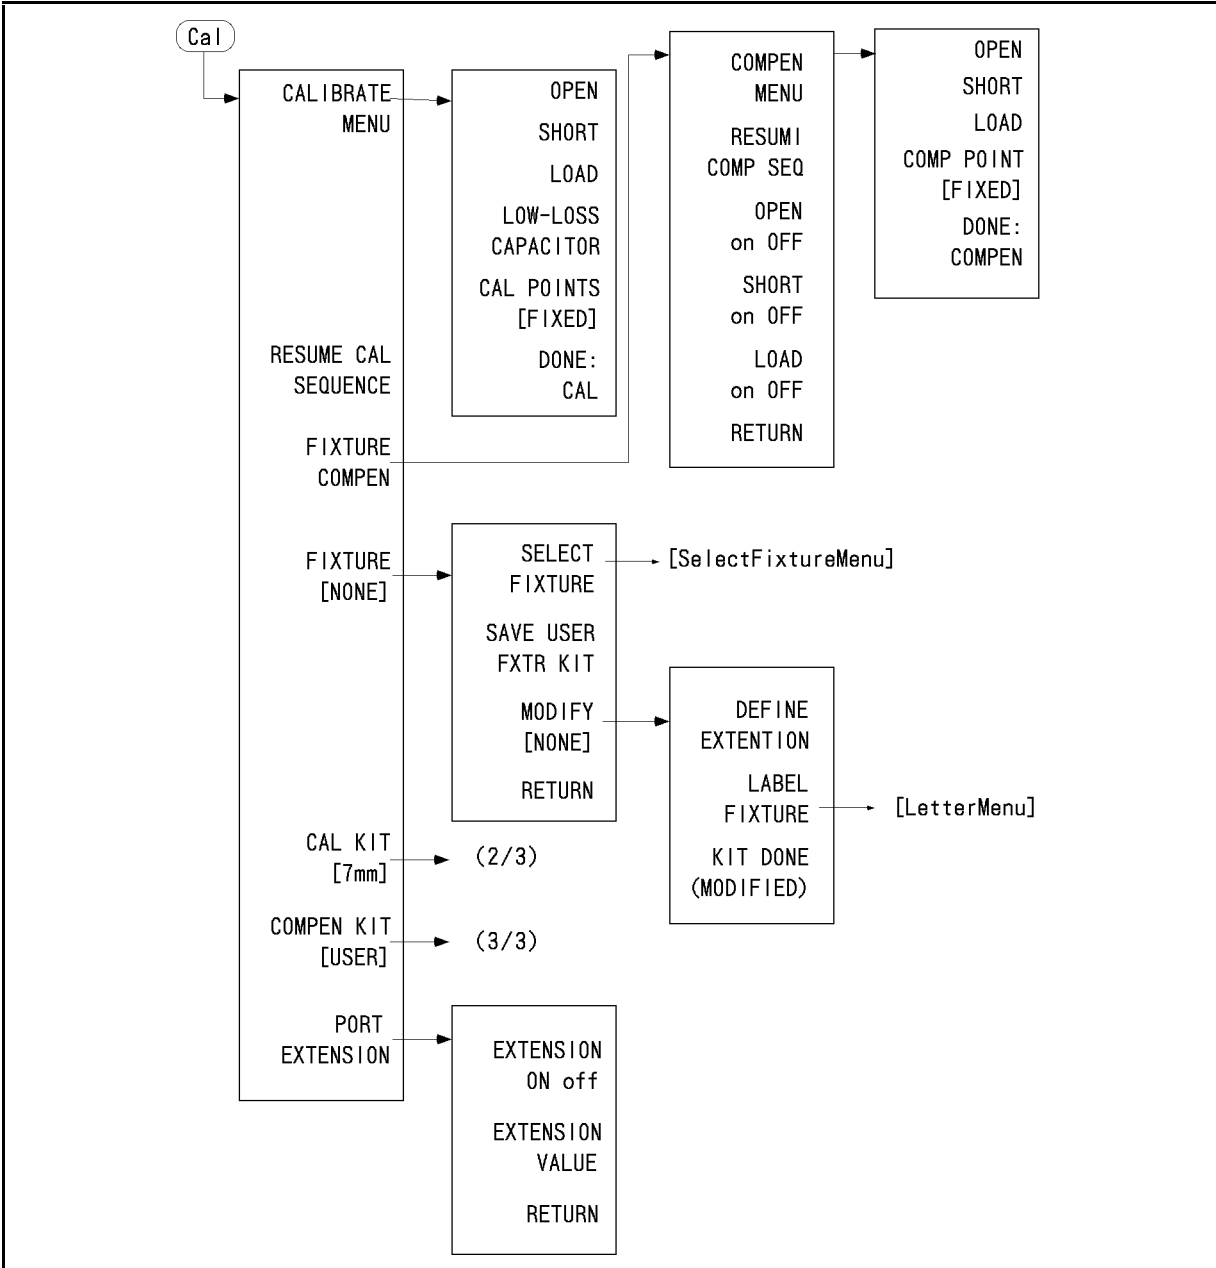 Cal
CALIBRATE
MENU
RESUME CAL
SEQUENCE
FIXTURE
COMPEN
FIXTURE
[NONE]
CAL KIT
[7mm]
COMPEN KIT
[USER]
PORT
EXTENSION
OPEN
SHORT
LOAD
LOW-LOSS
CAPACITOR
CAL POINTS
[FIXED]
DONE:
CAL
COMPEN
MENU
RESUMI
COMP SEQ
OPEN
on OFF
SHORT
on OFF
LOAD
on OFF
RETURN
OPEN
SHORT
LOAD
COMP POINT
[FIXED]
DONE:
COMPEN
SELECT
FIXTURE
SAVE USER
FXTR KIT
MODIFY
[NONE]
RETURN
[SelectFixtureMenu]
DEFINE
EXTENTION
LABEL
FIXTURE
KIT DONE
(MODIFIED)
[LetterMenu]
(2/3)
(3/3)
EXTENSION
ON off
EXTENSION
VALUE
RETURN